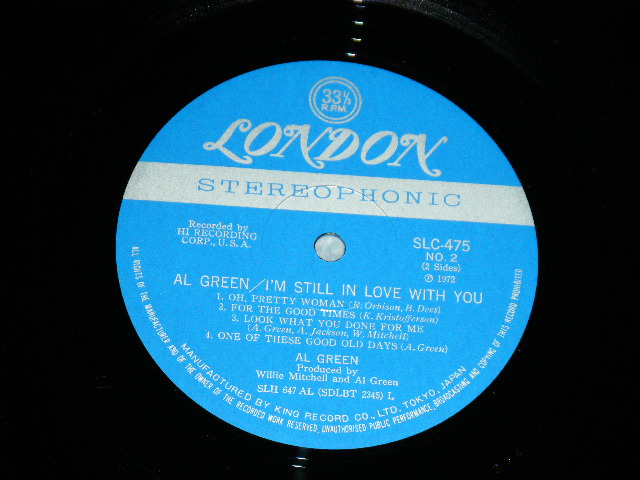 33⅓
R.P.M.
LONDON
STEREOPHONIC
Recorded by
HI RECORDING
CORP., U.S.A.
SLC-475
NO. 2
(2 Sides)
℗ 1972
AL GREEN/I'M STILL IN LOVE WITH YOU
1. OH, PRETTY WOMAN (R. Orbison, B. Dees)
2. FOR THE GOOD TIMES (K. Kristofferson)
3. LOOK WHAT YOU DONE FOR ME
(A. Green, A. Jackson, W. Mitchell)
4. ONE OF THESE GOOD OLD DAYS (A. Green)
AL GREEN
Produced by
Willie Mitchell and Al Green
SLH 647 AL (SDLBT 2345) L
MANUFACTURED BY KING RECORD CO., LTD. TOKYO, JAPAN
ALL RIGHTS OF THE MANUFACTURER AND OF THE OWNER OF THE RECORDED WORK RESERVED, UNAUTHORISED PUBLIC PERFORMANCE, BROADCASTING AND COPYING OF THIS RECORD PROHIBITED